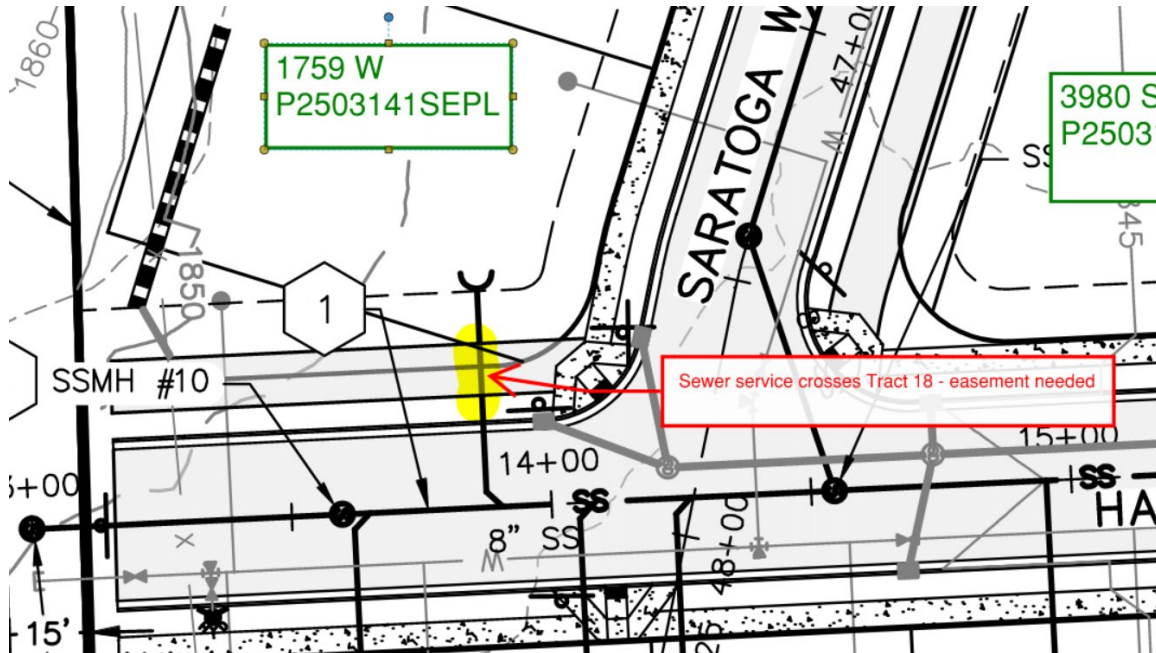 1860
1759 W
P2503141SEPL
SARATOGA W
47+00
W
3980 S
P2503
SS
345
1850
1
SSMH #10
Sewer service crosses Tract 18 - easement needed
14+00
SS
15+00
SS
+00
HA
8" SS
W
48+00
X
15'